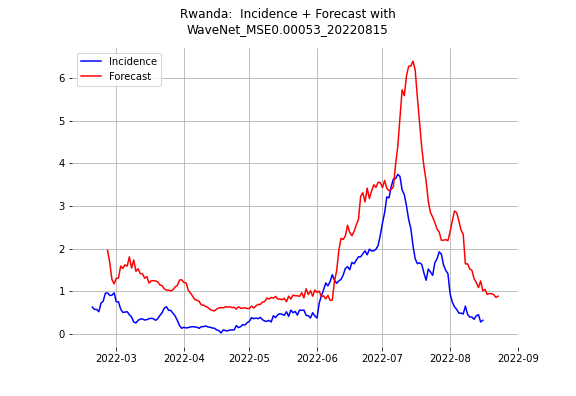 Rwanda:  Incidence + Forecast with
WaveNet_MSE0.00053_20220815
Incidence
Forecast
6
5
4
3
2
1
0
2022-03 2022-04 2022-05 2022-06 2022-07 2022-08 2022-09